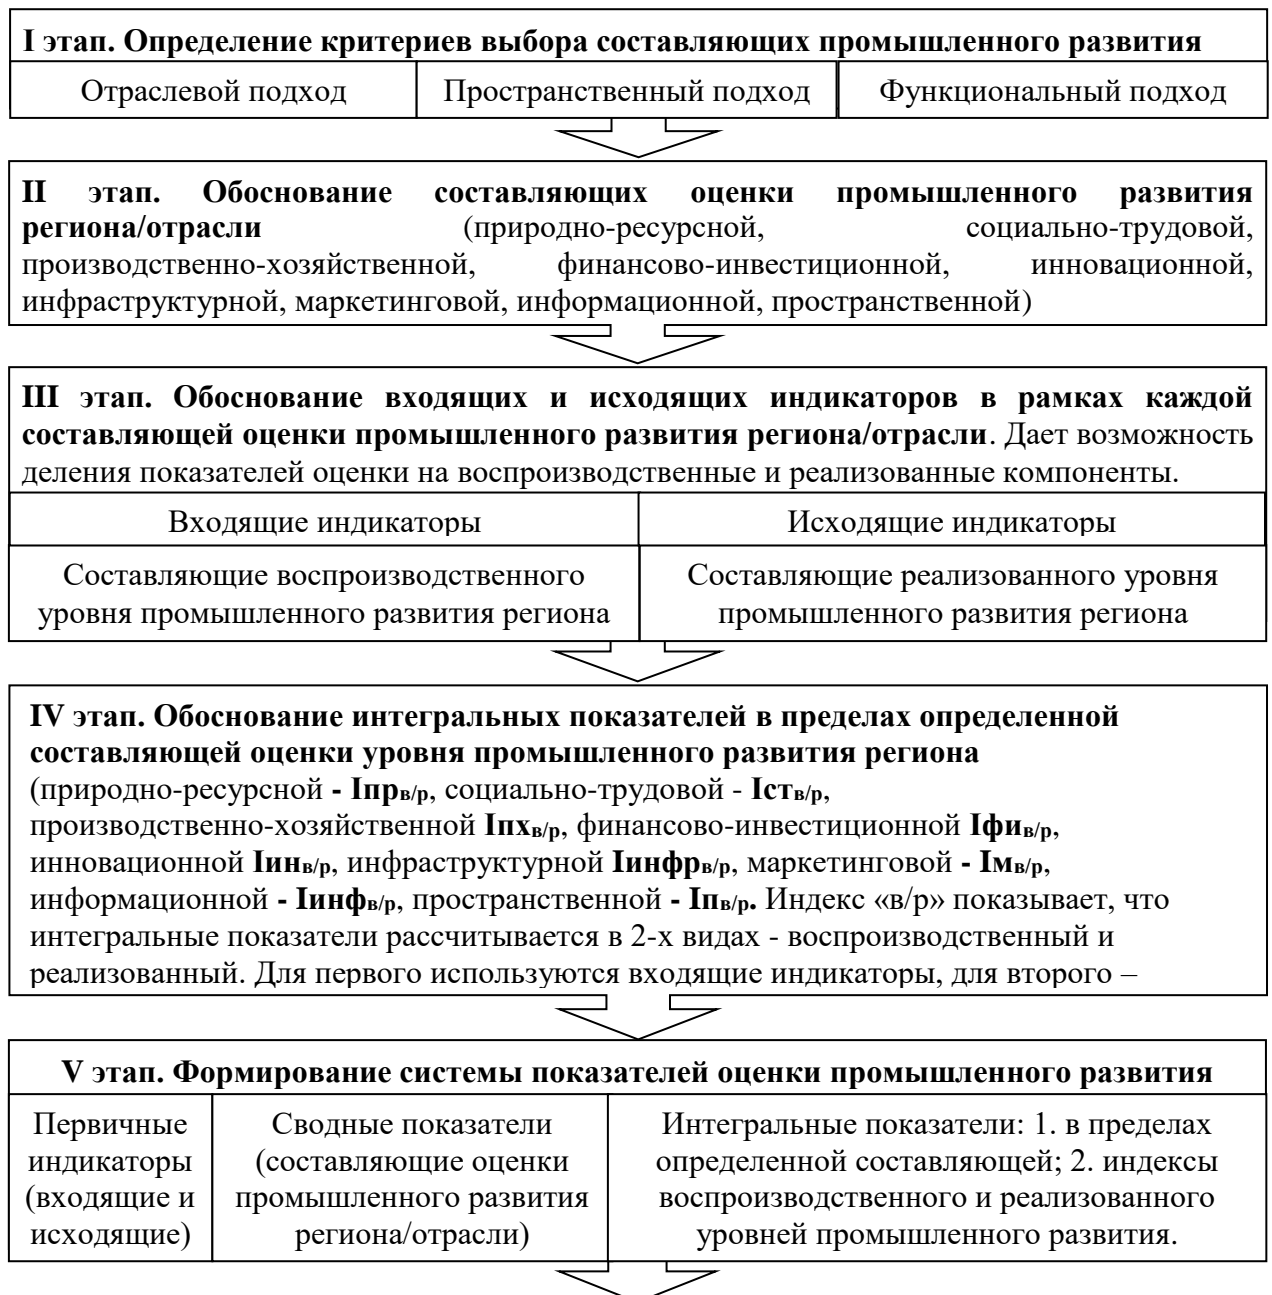 I этап. Определение критериев выбора составляющих промышленного развития
Отраслевой подход
Пространственный подход
Функциональный подход
II этап. Обоснование составляющих оценки промышленного развития
региона/отрасли (природно-ресурсной, социально-трудовой,
производственно-хозяйственной, финансово-инвестиционной, инновационной,
инфраструктурной, маркетинговой, информационной, пространственной)
III этап. Обоснование входящих и исходящих индикаторов в рамках каждой
составляющей оценки промышленного развития региона/отрасли. Дает возможность
деления показателей оценки на воспроизводственные и реализованные компоненты.
Входящие индикаторы
Исходящие индикаторы
Составляющие воспроизводственного
уровня промышленного развития региона
Составляющие реализованного уровня
промышленного развития региона
IV этап. Обоснование интегральных показателей в пределах определенной
составляющей оценки уровня промышленного развития региона
(природно-ресурсной - Iпрв/р, социально-трудовой - Iств/р,
производственно-хозяйственной Iпхв/р, финансово-инвестиционной Iфив/р,
инновационной Iинв/р, инфраструктурной Iинфрв/р, маркетинговой - Iмв/р,
информационной - Iинфв/р, пространственной - Iпв/р. Индекс «в/р» показывает, что
интегральные показатели рассчитывается в 2-х видах - воспроизводственный и
реализованный. Для первого используются входящие индикаторы, для второго –
V этап. Формирование системы показателей оценки промышленного развития
Первичные
индикаторы
(входящие и
исходящие)
Сводные показатели
(составляющие оценки
промышленного развития
региона/отрасли)
Интегральные показатели: 1. в пределах
определенной составляющей; 2. индексы
воспроизводственного и реализованного
уровней промышленного развития.